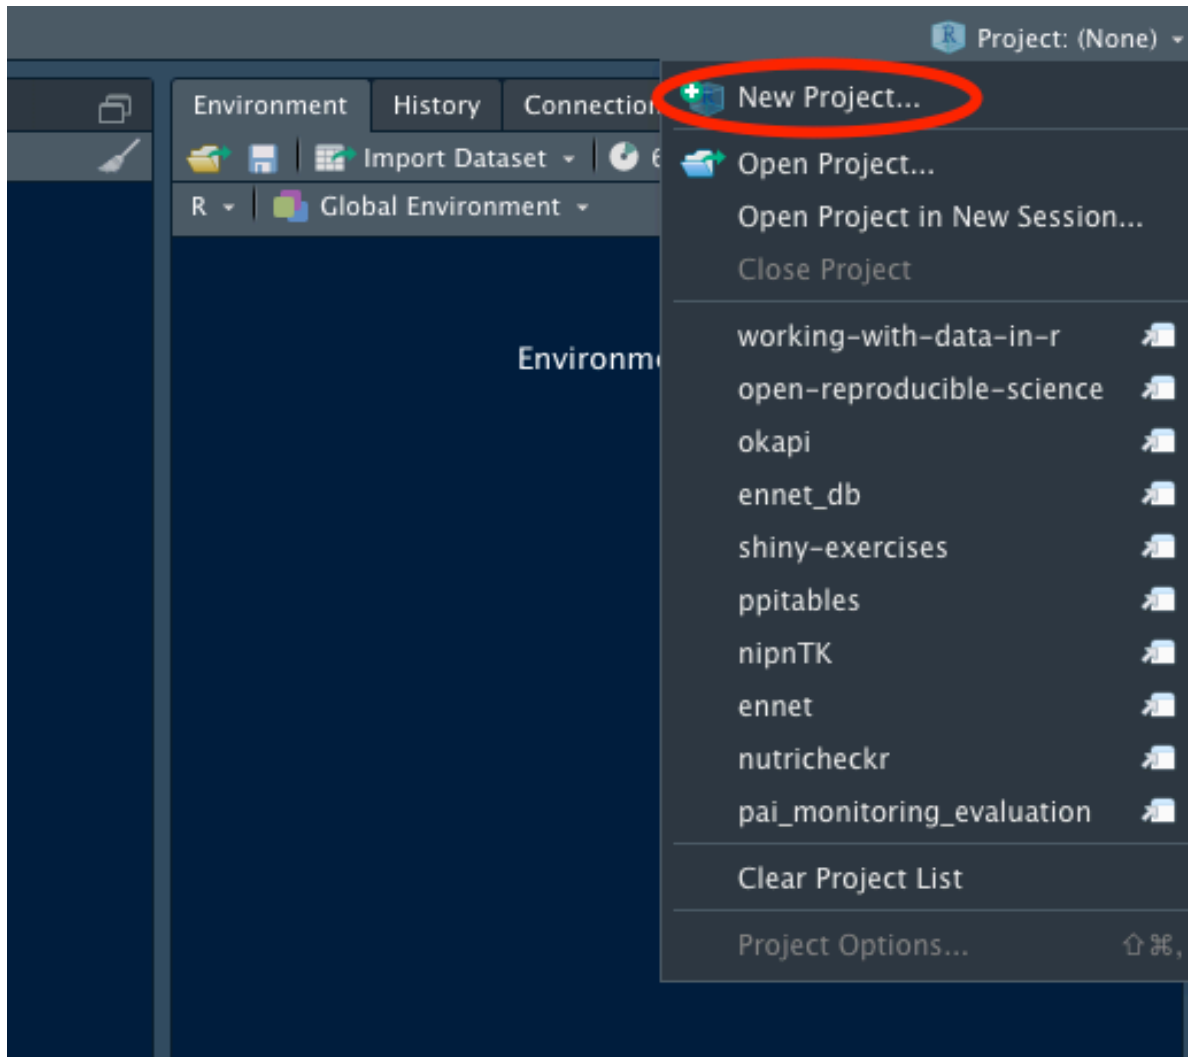 Project: (None)
Environment History Connection
New Project...
Import Dataset 6
Open Project...
R Global Environment
Open Project in New Session...
Close Project
working-with-data-in-r
Environm
open-reproducible-science
okapi
ennet_db
shiny-exercises
ppitables
nipnTK
ennet
nutricheckr
pai_monitoring_evaluation
Clear Project List
Project Options... ⇧⌘,